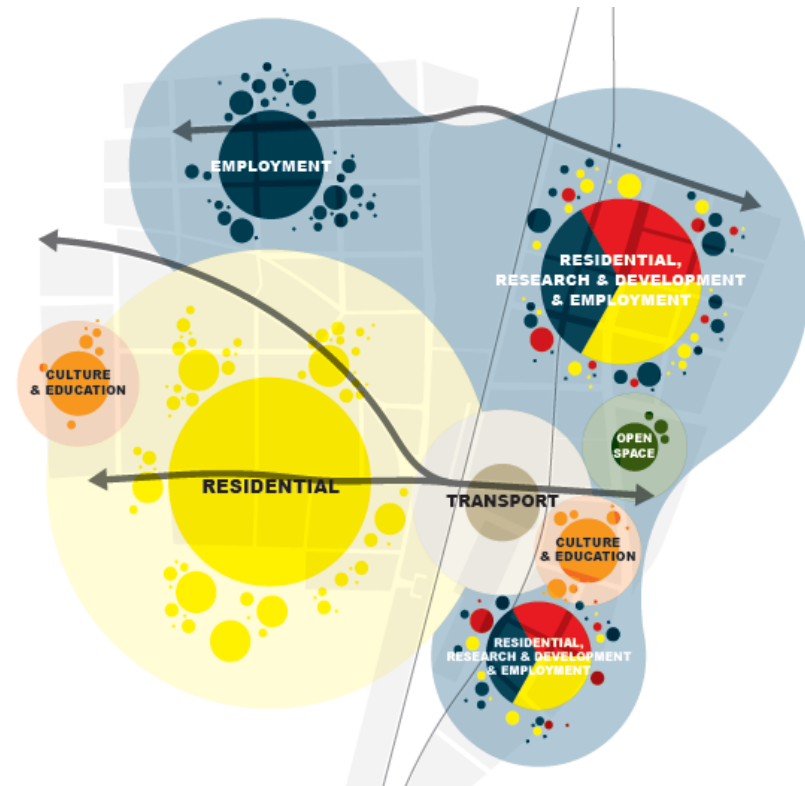 EMPLOYMENT
RESIDENTIAL,
RESEARCH & DEVELOPMENT
& EMPLOYMENT
CULTURE
& EDUCATION
OPEN
SPACE
RESIDENTIAL
TRANSPORT
CULTURE
& EDUCATION
RESIDENTIAL,
RESEARCH & DEVELOPMENT
& EMPLOYMENT